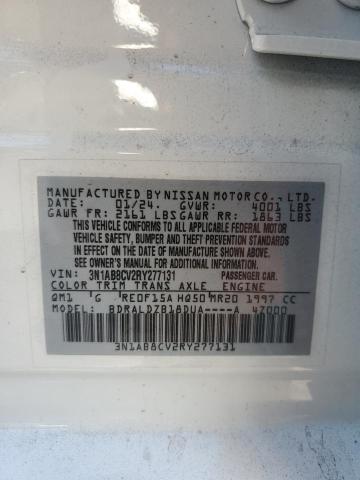 MANUFACTURED BY NISSAN MOTOR CO., LTD.
DATE: 01/24. GVWR: 4001 LBS
GAWR FR: 2161 LBS GAWR RR: 1863 LBS
THIS VEHICLE CONFORMS TO ALL
APPLICABLE FEDERAL MOTOR
VEHICLE SAFETY, BUMPER AND THEFT
PREVENTION STANDARDS IN EFFECT ON THE
DATE OF MANUFACTURE SHOWN ABOVE.
SEE OWNER'S MANUAL FOR ADDITIONAL INFORMATION.
VIN: 3N1AB8CV2RY277131 PASSENGER CAR.
COLOR TRIM TRANS AXLE ENGINE
QM1 G RE0F15A HQ50 MR20 1997 CC
BDRALDZB18DUA----A 4Z000
3N1AB8CV2RY277131